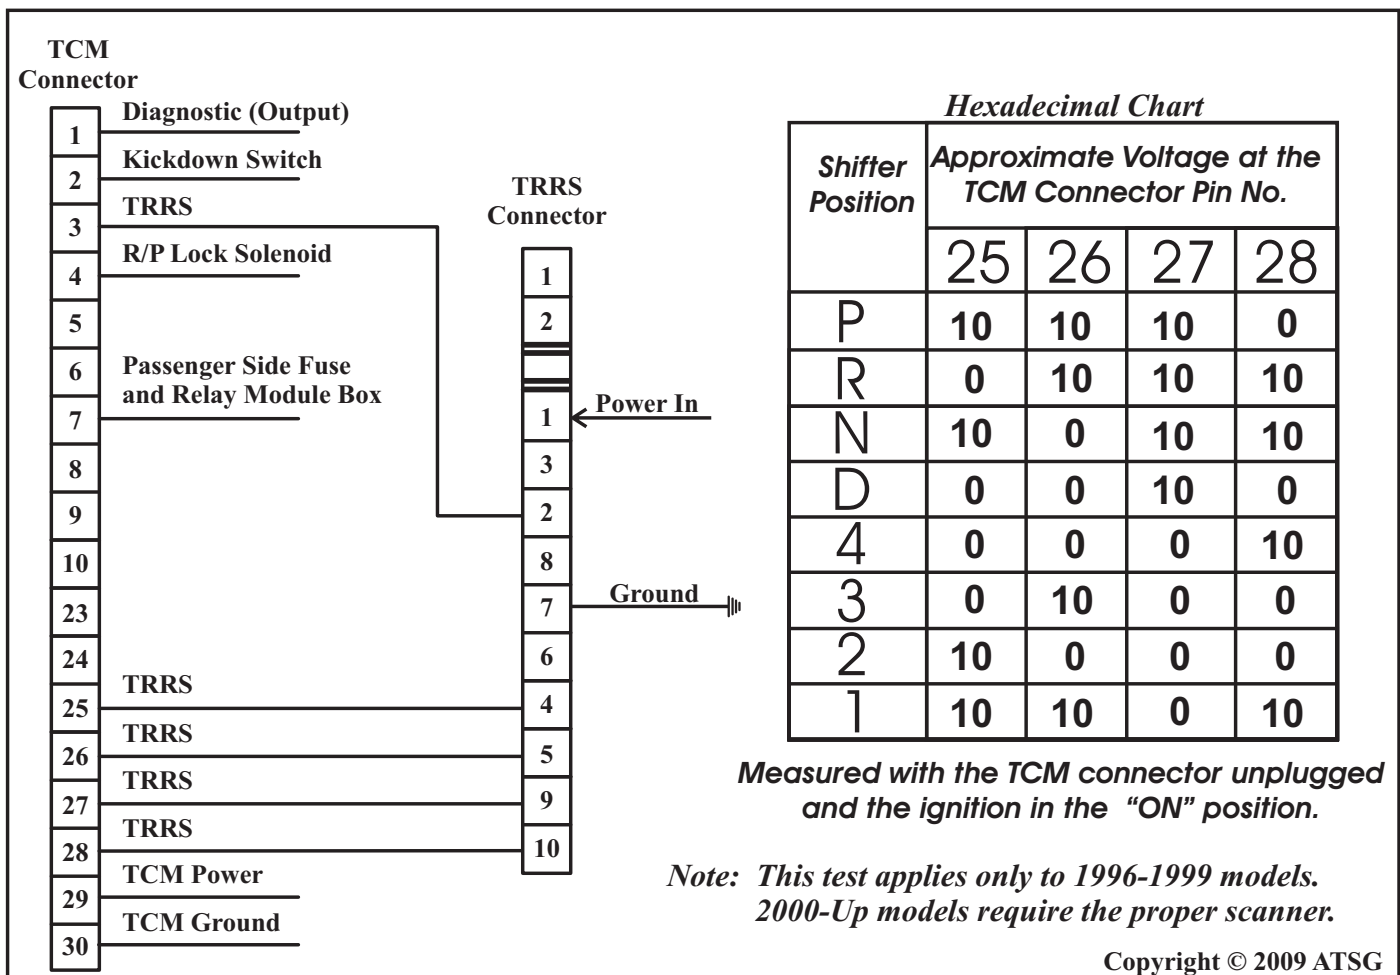 TCM
Connector
1
Diagnostic (Output)
2
Kickdown Switch
3
TRRS
4
R/P Lock Solenoid
5
6
7
Passenger Side Fuse
and Relay Module Box
8
9
10
23
24
25
TRRS
26
TRRS
27
TRRS
28
TRRS
29
TCM Power
30
TCM Ground
TRRS
Connector
1
2
1
Power In
3
2
8
7
Ground
6
4
5
9
10
Hexadecimal Chart
Shifter
Position
Approximate Voltage at the
TCM Connector Pin No.
25 26 27 28
P 10 10 10 0
R 0 10 10 10
N 10 0 10 10
D 0 0 10 0
4 0 0 0 10
3 0 10 0 0
2 10 0 0 0
1 10 10 0 10
Measured with the TCM connector unplugged
and the ignition in the "ON" position.
Note: This test applies only to 1996-1999 models.
2000-Up models require the proper scanner.
Copyright © 2009 ATSG